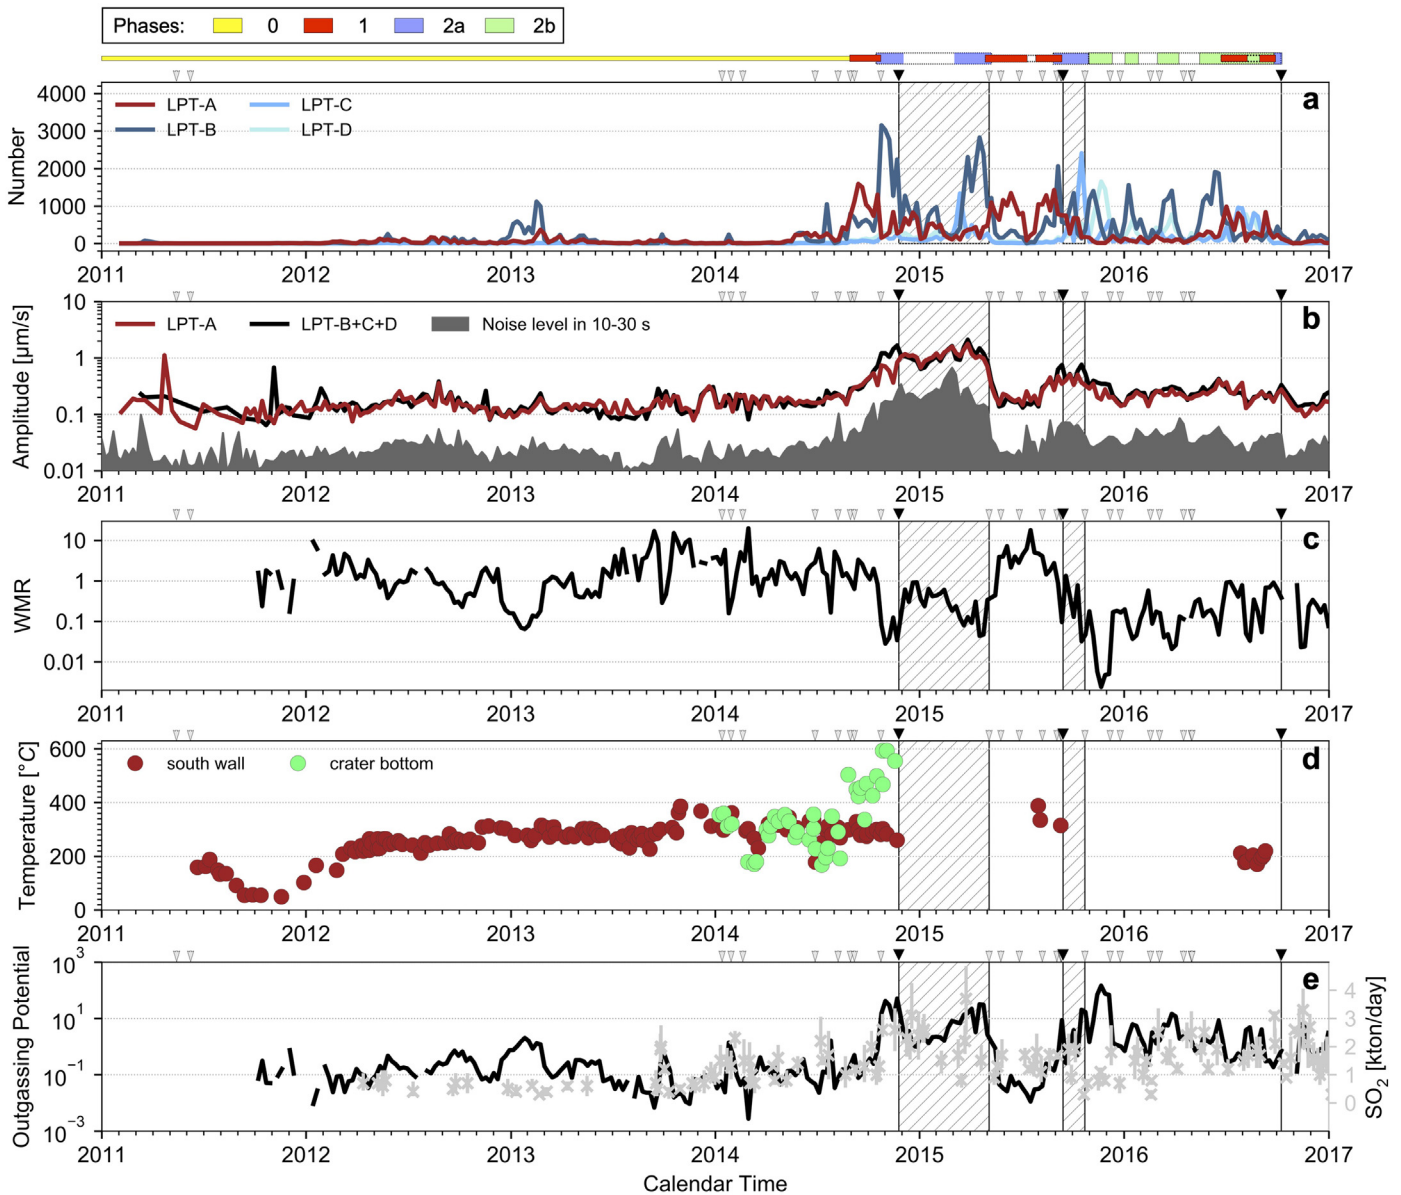 Phases: 0 1 2a 2b
a
LPT-A LPT-C
LPT-B LPT-D
Number
4000
3000
2000
1000
0
2011 2012 2013 2014 2015 2016 2017
b
LPT-A LPT-B+C+D Noise level in 10-30 s
Amplitude [µm/s]
10
1
0.1
0.01
2011 2012 2013 2014 2015 2016 2017
c
WMR
10
1
0.1
0.01
2011 2012 2013 2014 2015 2016 2017
d
south wall crater bottom
Temperature [°C]
600
400
200
0
2011 2012 2013 2014 2015 2016 2017
e
Outgassing Potential
10³
10¹
10⁻¹
10⁻³
SO₂ [kton/day]
4
3
2
1
0
2011 2012 2013 2014 2015 2016 2017
Calendar Time